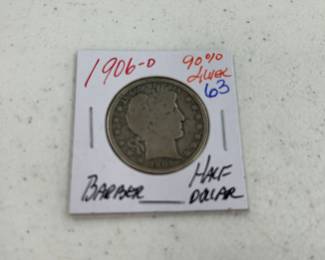 1906-D 90%
silver
63
BARBER HALF
DOLLAR